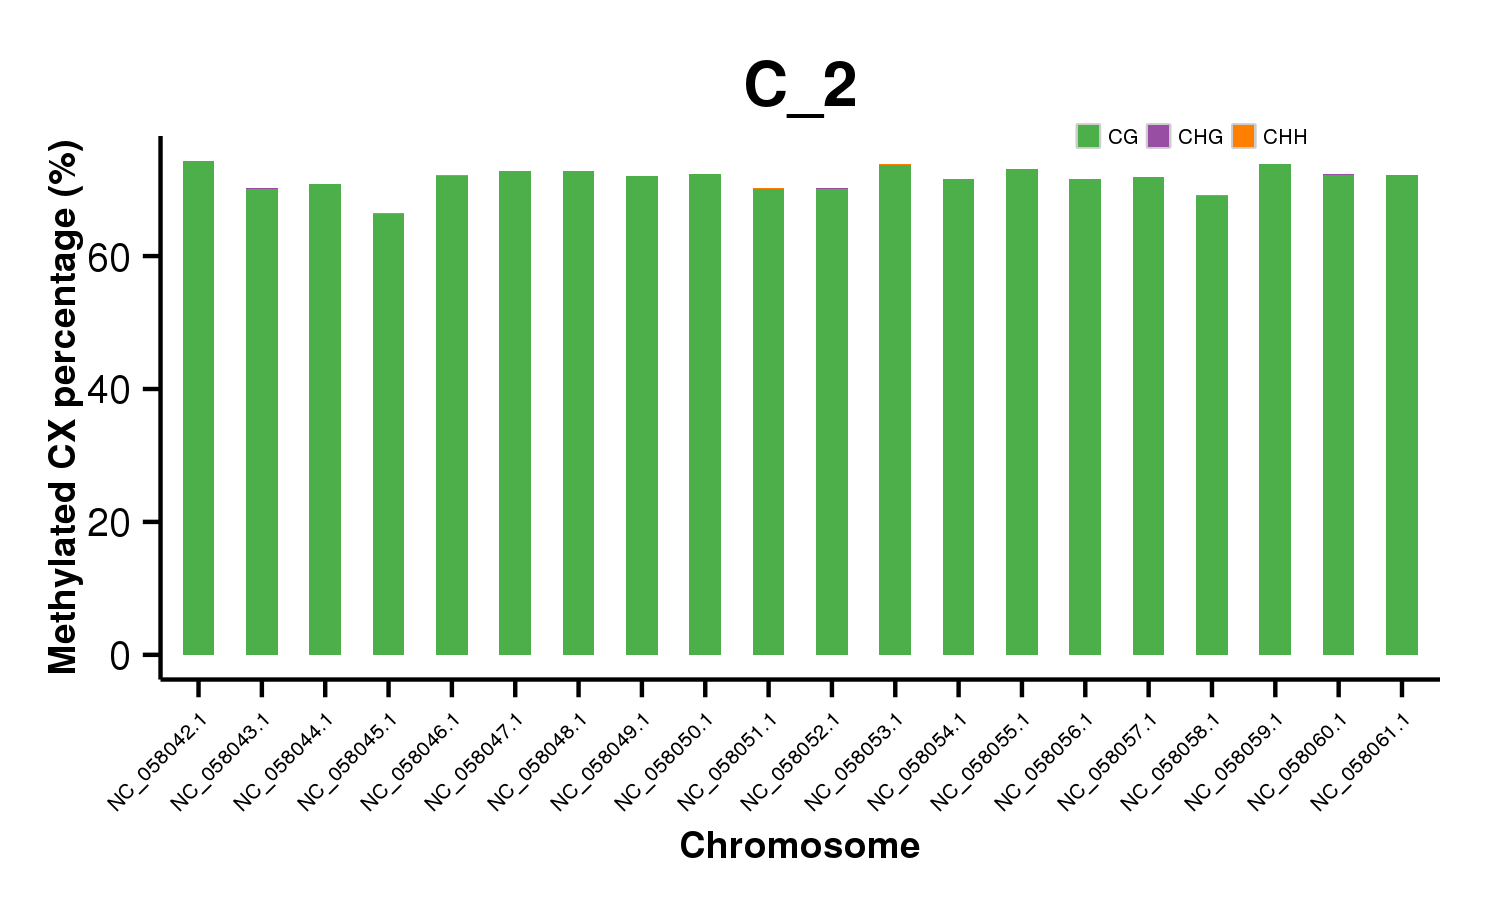 C_2
CG CHG CHH
Methylated CX percentage (%)
60
40
20
0
NC_058042.1
NC_058043.1
NC_058044.1
NC_058045.1
NC_058046.1
NC_058047.1
NC_058048.1
NC_058049.1
NC_058050.1
NC_058051.1
NC_058052.1
NC_058053.1
NC_058054.1
NC_058055.1
NC_058056.1
NC_058057.1
NC_058058.1
NC_058059.1
NC_058060.1
NC_058061.1
Chromosome